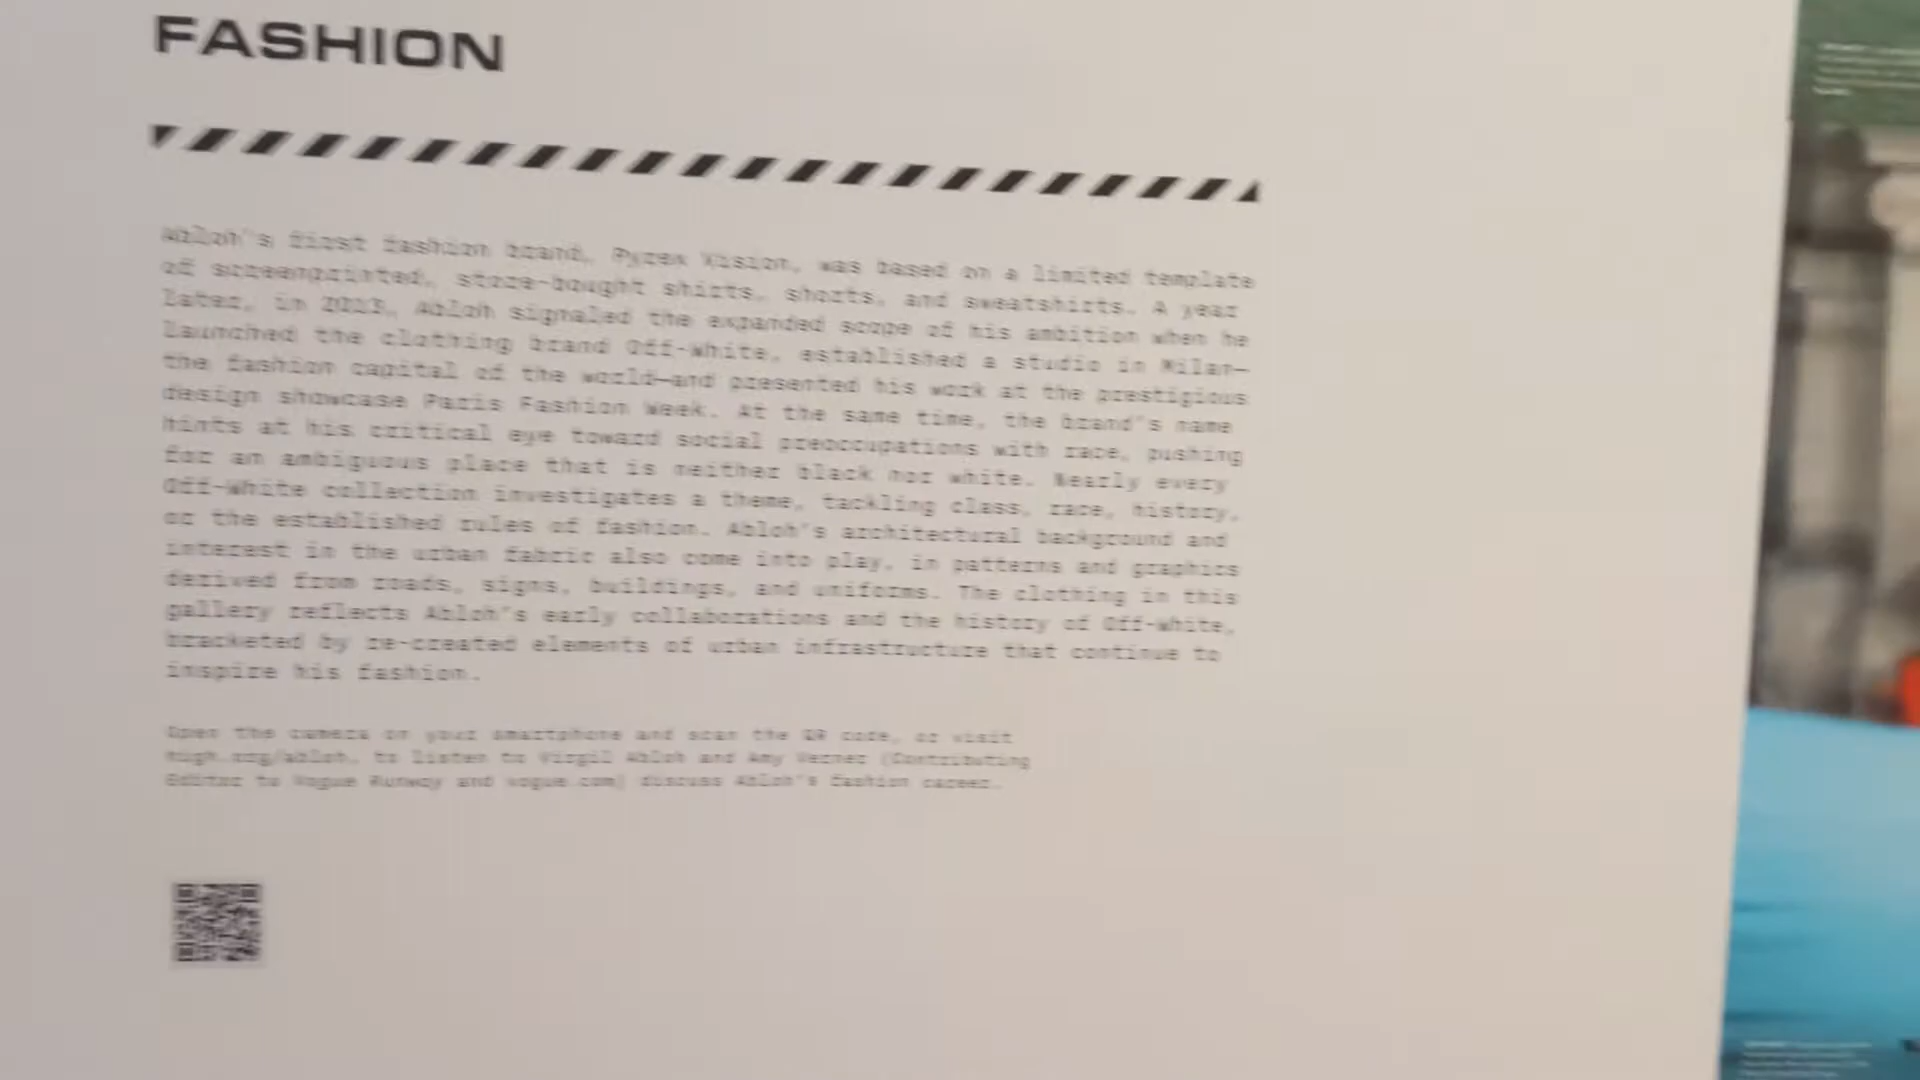 FASHION
Abloh's first fashion brand, Pyrex Vision, was based on a limited template
of screenprinted, store-bought shirts, shorts, and sweatshirts. A year
later, in 2013, Abloh signaled the expanded scope of his ambition when he
launched the clothing brand Off-White, established a studio in Milan—
the fashion capital of the world—and presented his work at the prestigious
design showcase Paris Fashion Week. At the same time, the brand's name
hints at his critical eye toward social preoccupations with race, pushing
for an ambiguous place that is neither black nor white. Nearly every
Off-White collection investigates a theme, tackling class, race, history,
or the established rules of fashion. Abloh's architectural background and
interest in the urban fabric also come into play, in patterns and graphics
derived from roads, signs, buildings, and uniforms. The clothing in this
gallery reflects Abloh's early collaborations and the history of Off-White,
bracketed by re-created elements of urban infrastructure that continue to
inspire his fashion.
Open the camera on your smartphone and scan the QR code, or visit
high.org/abloh, to listen to Virgil Abloh and Amy Verner (Contributing
Editor to Vogue Runway and vogue.com) discuss Abloh's fashion career.